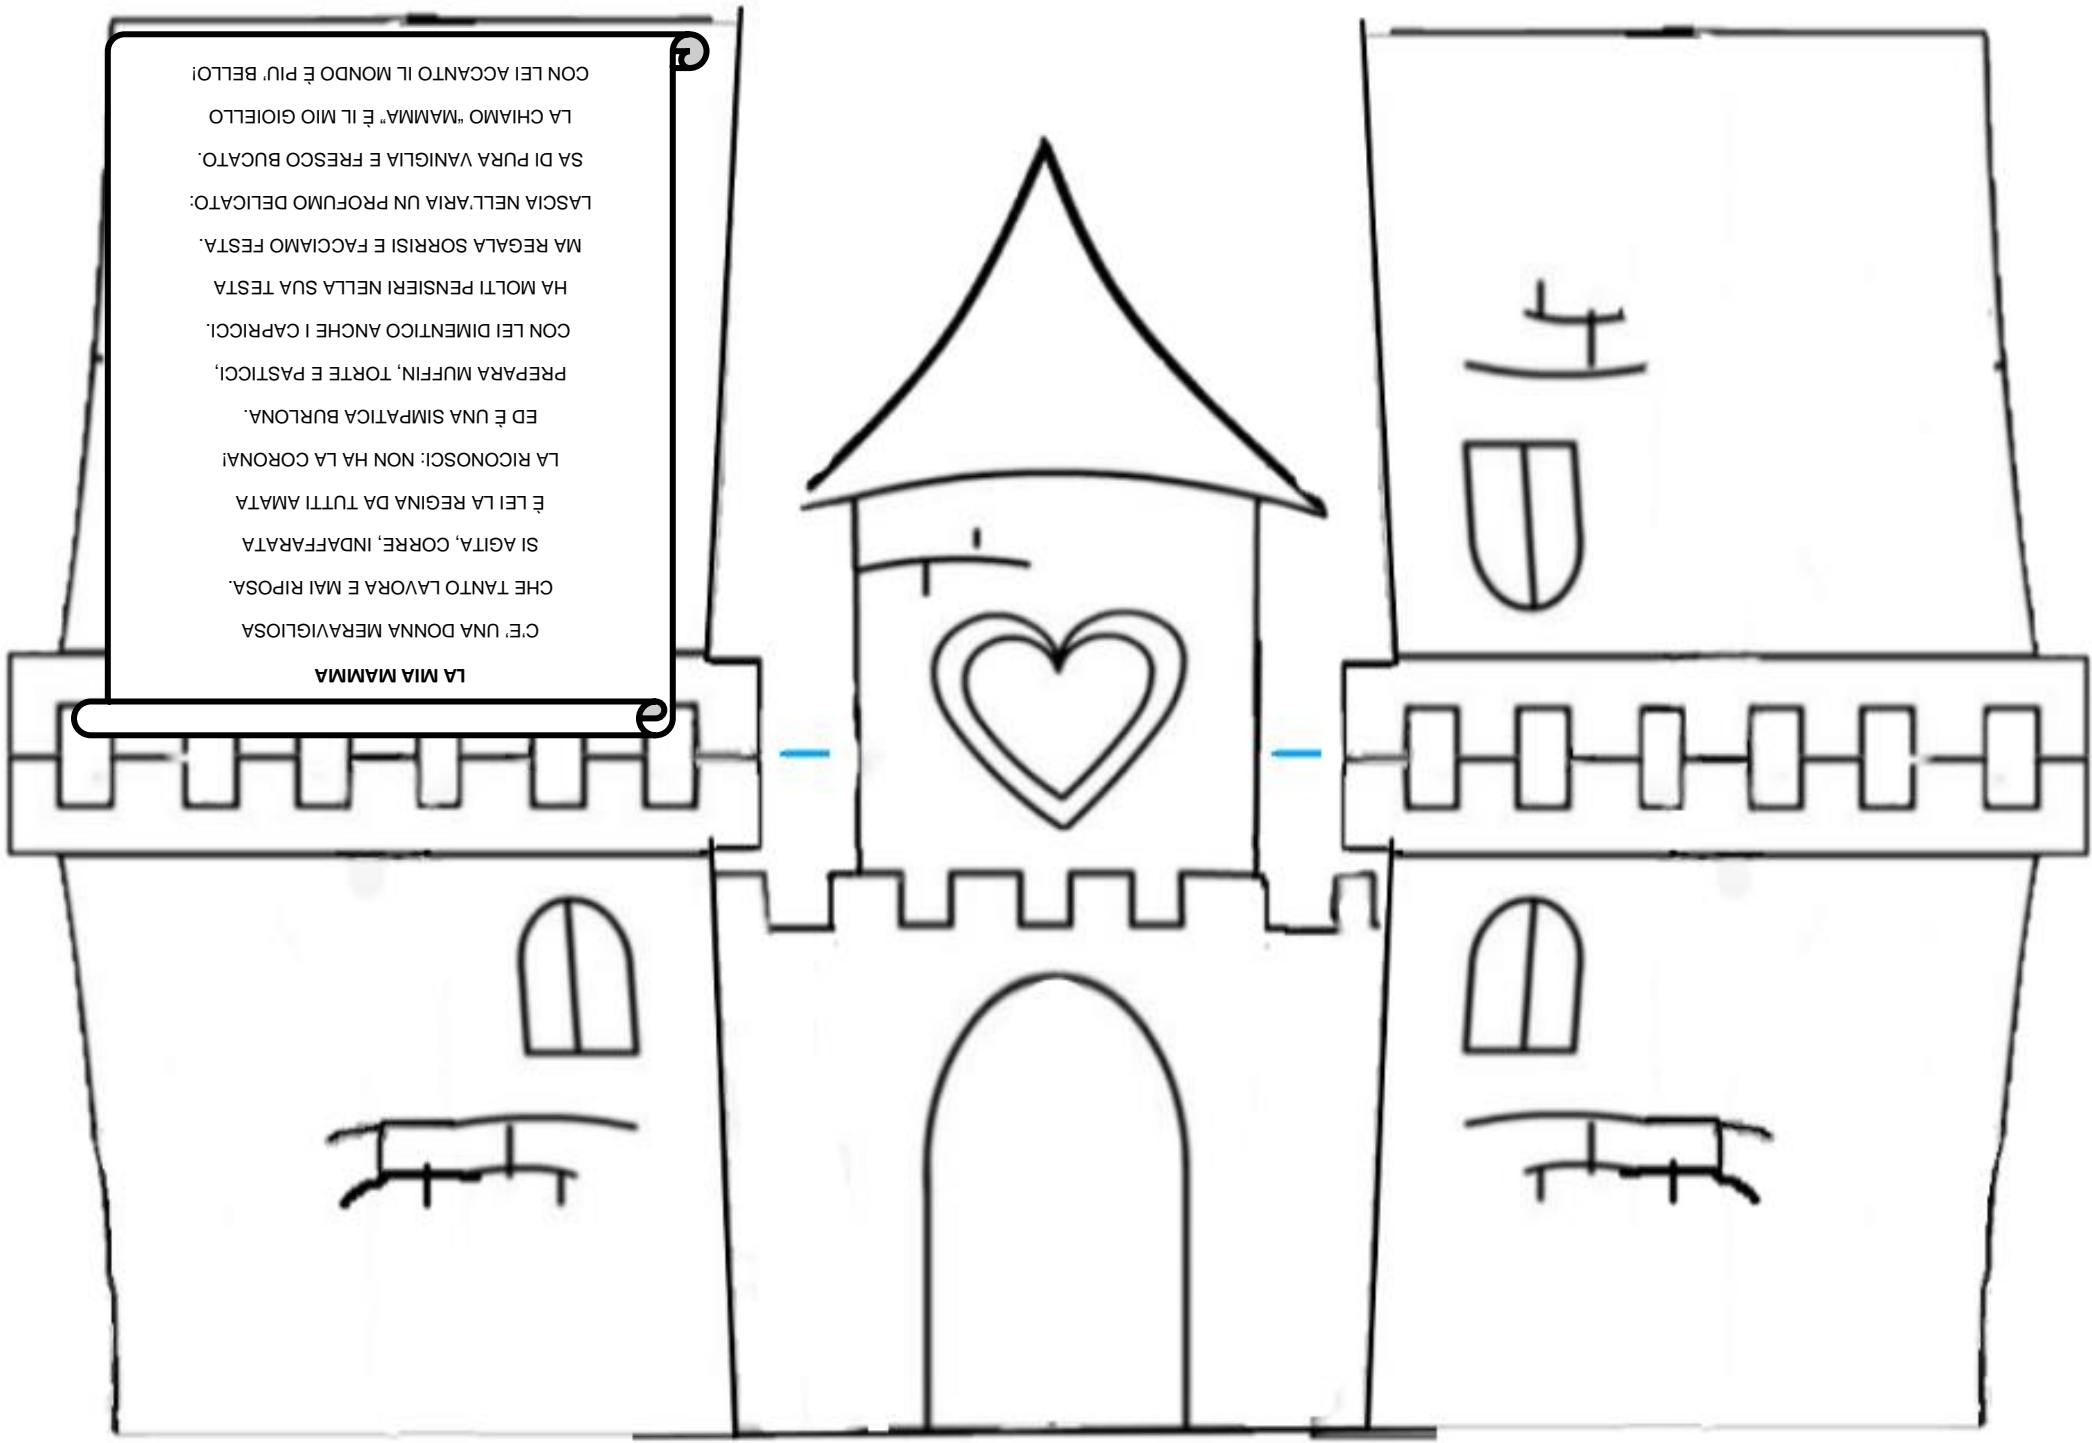 LA MIA MAMMA
C'E' UNA DONNA MERAVIGLIOSA
CHE TANTO LAVORA E MAI RIPOSA.
SI AGITA, CORRE, INDAFFARATA
È LEI LA REGINA DA TUTTI AMATA
LA RICONOSCI: NON HA LA CORONA!
ED È UNA SIMPATICA BURLONA.
PREPARA MUFFIN, TORTE E PASTICCI,
CON LEI DIMENTICO ANCHE I CAPRICCI.
HA MOLTI PENSIERI NELLA SUA TESTA
MA REGALA SORRISI E FACCIAMO FESTA.
LASCIA NELL'ARIA UN PROFUMO DELICATO:
SA DI PURA VANIGLIA E FRESCO BUCATO.
LA CHIAMO “MAMMA” È IL MIO GIOIELLO
CON LEI ACCANTO IL MONDO È PIU' BELLO!